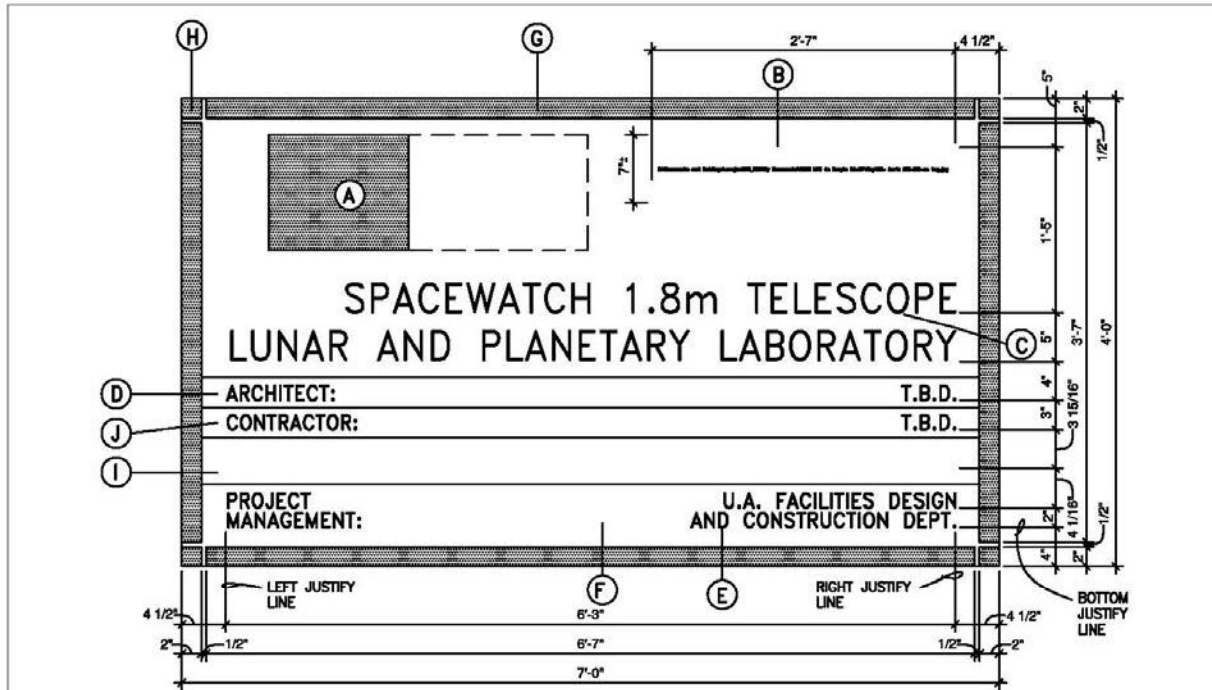 H
G
2'-7"
4 1/2"
B
5"
2"
1/2"
A
7"±
1'-5"
SPACEWATCH 1.8m TELESCOPE
LUNAR AND PLANETARY LABORATORY
C
5"
3'-7"
4'-0"
D
ARCHITECT: T.B.D.
4"
J
CONTRACTOR: T.B.D.
3"
3 15/16"
I
PROJECT
MANAGEMENT:
U.A. FACILITIES DESIGN
AND CONSTRUCTION DEPT.
2"
4 1/16"
1/2"
4"
2"
LEFT JUSTIFY
LINE
F
E
RIGHT JUSTIFY
LINE
BOTTOM
JUSTIFY
LINE
4 1/2"
6'-3"
4 1/2"
2"
1/2"
6'-7"
1/2"
2"
7'-0"